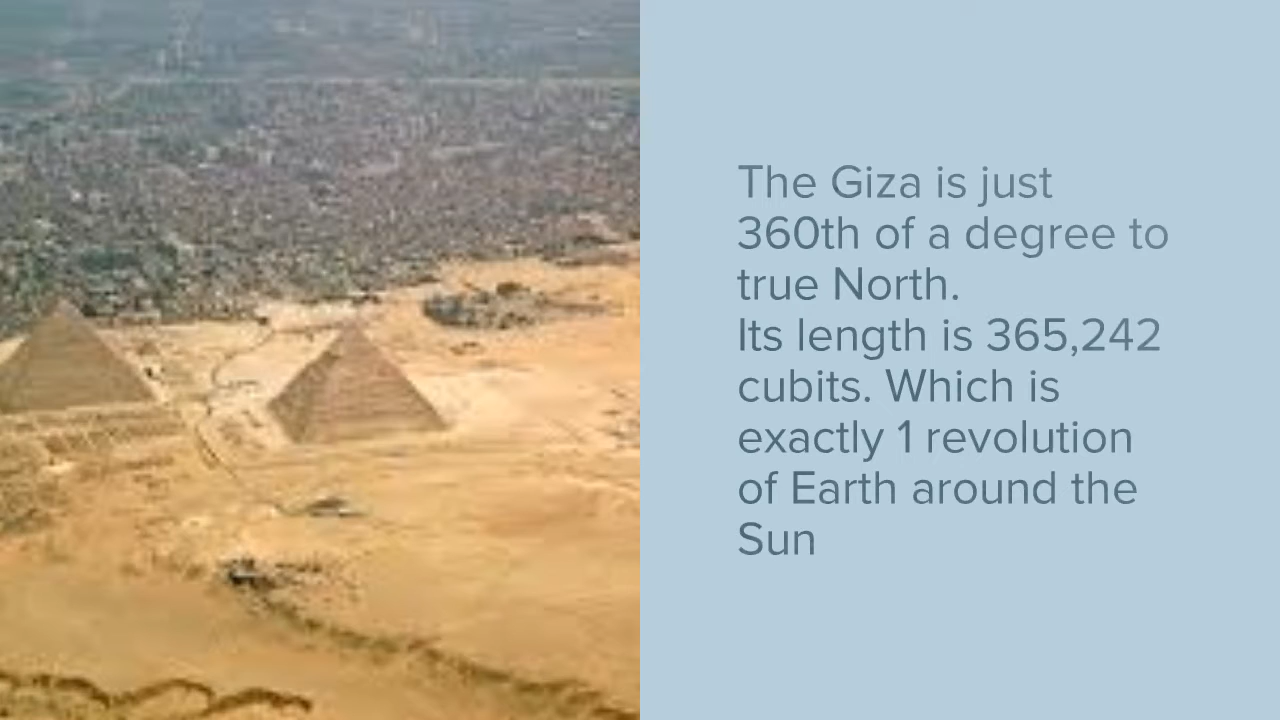 The Giza is just
360th of a degree to
true North.
Its length is 365,242
cubits. Which is
exactly 1 revolution
of Earth around the
Sun